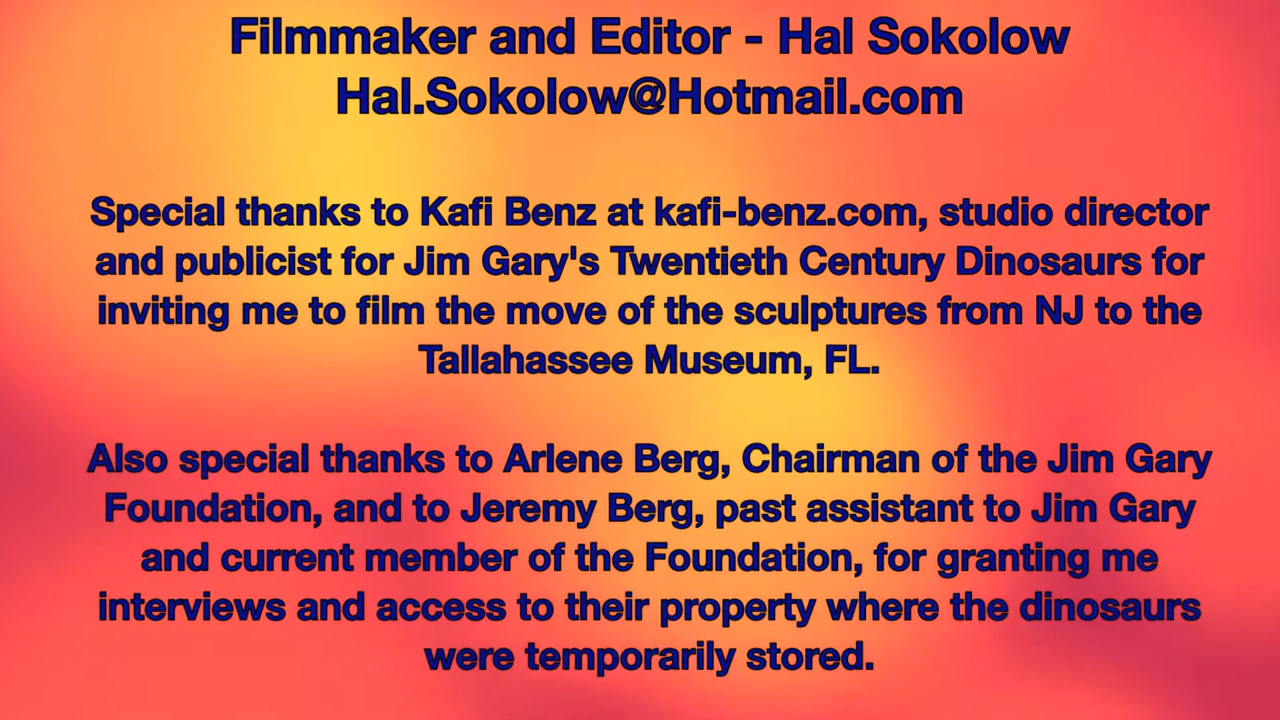 Filmmaker and Editor - Hal Sokolow
Hal.Sokolow@Hotmail.com
Special thanks to Kafi Benz at kafi-benz.com, studio director
and publicist for Jim Gary's Twentieth Century Dinosaurs for
inviting me to film the move of the sculptures from NJ to the
Tallahassee Museum, FL.
Also special thanks to Arlene Berg, Chairman of the Jim Gary
Foundation, and to Jeremy Berg, past assistant to Jim Gary
and current member of the Foundation, for granting me
interviews and access to their property where the dinosaurs
were temporarily stored.